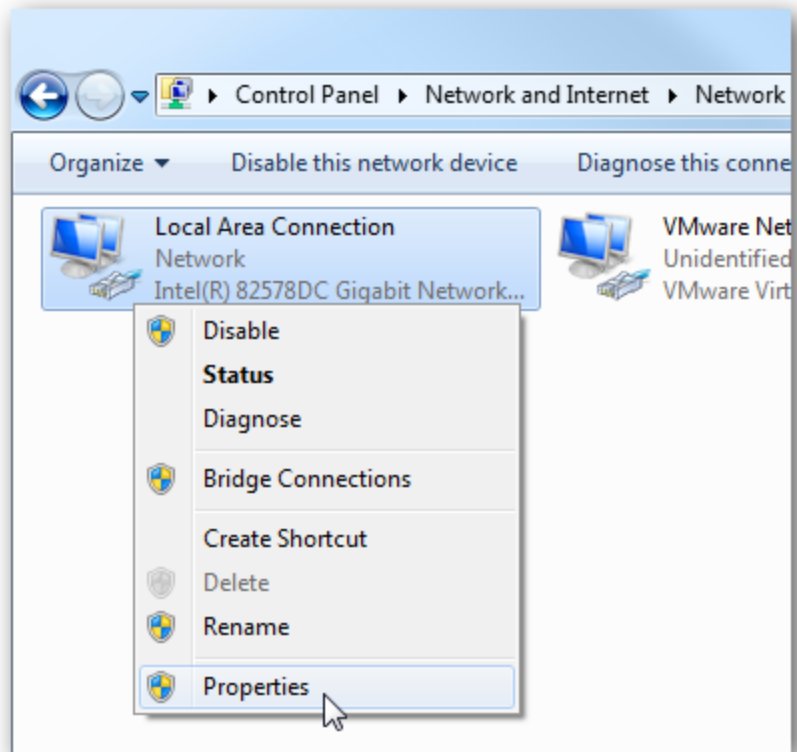 Control Panel Network and Internet Network
Organize Disable this network device Diagnose this conne
Local Area Connection
Network
Intel(R) 82578DC Gigabit Network...
VMware Net
Unidentified
VMware Virt
Disable
Status
Diagnose
Bridge Connections
Create Shortcut
Delete
Rename
Properties